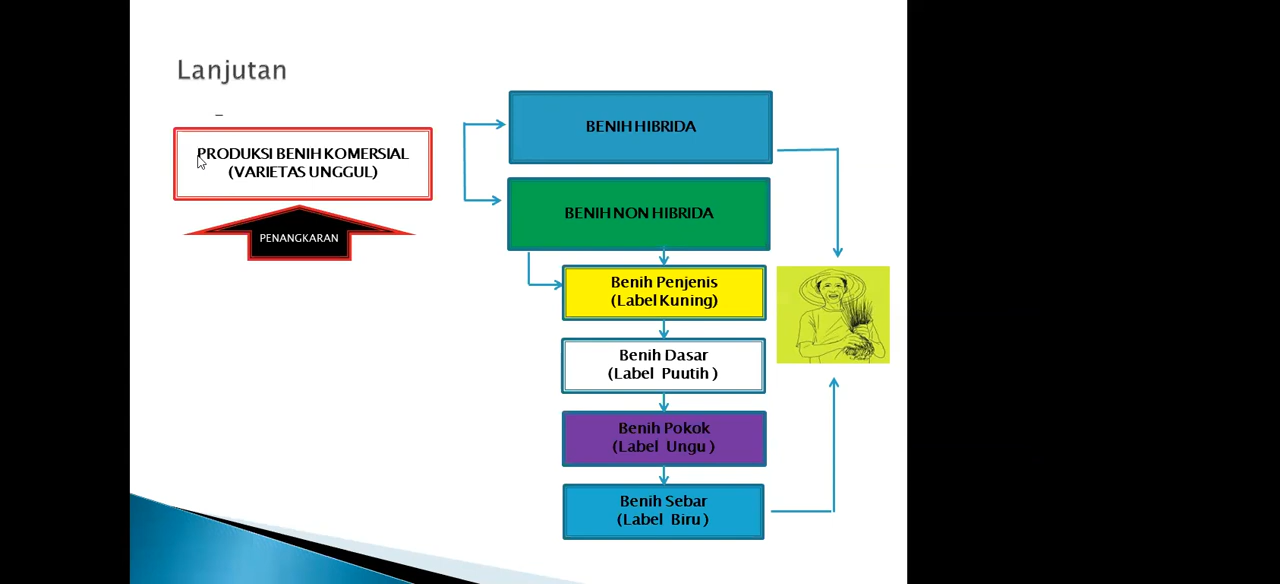 Lanjutan
–
PRODUKSI BENIH KOMERSIAL
(VARIETAS UNGGUL)
PENANGKARAN
BENIH HIBRIDA
BENIH NON HIBRIDA
Benih Penjenis
(Label Kuning)
Benih Dasar
(Label Puutih )
Benih Pokok
(Label Ungu )
Benih Sebar
(Label Biru )